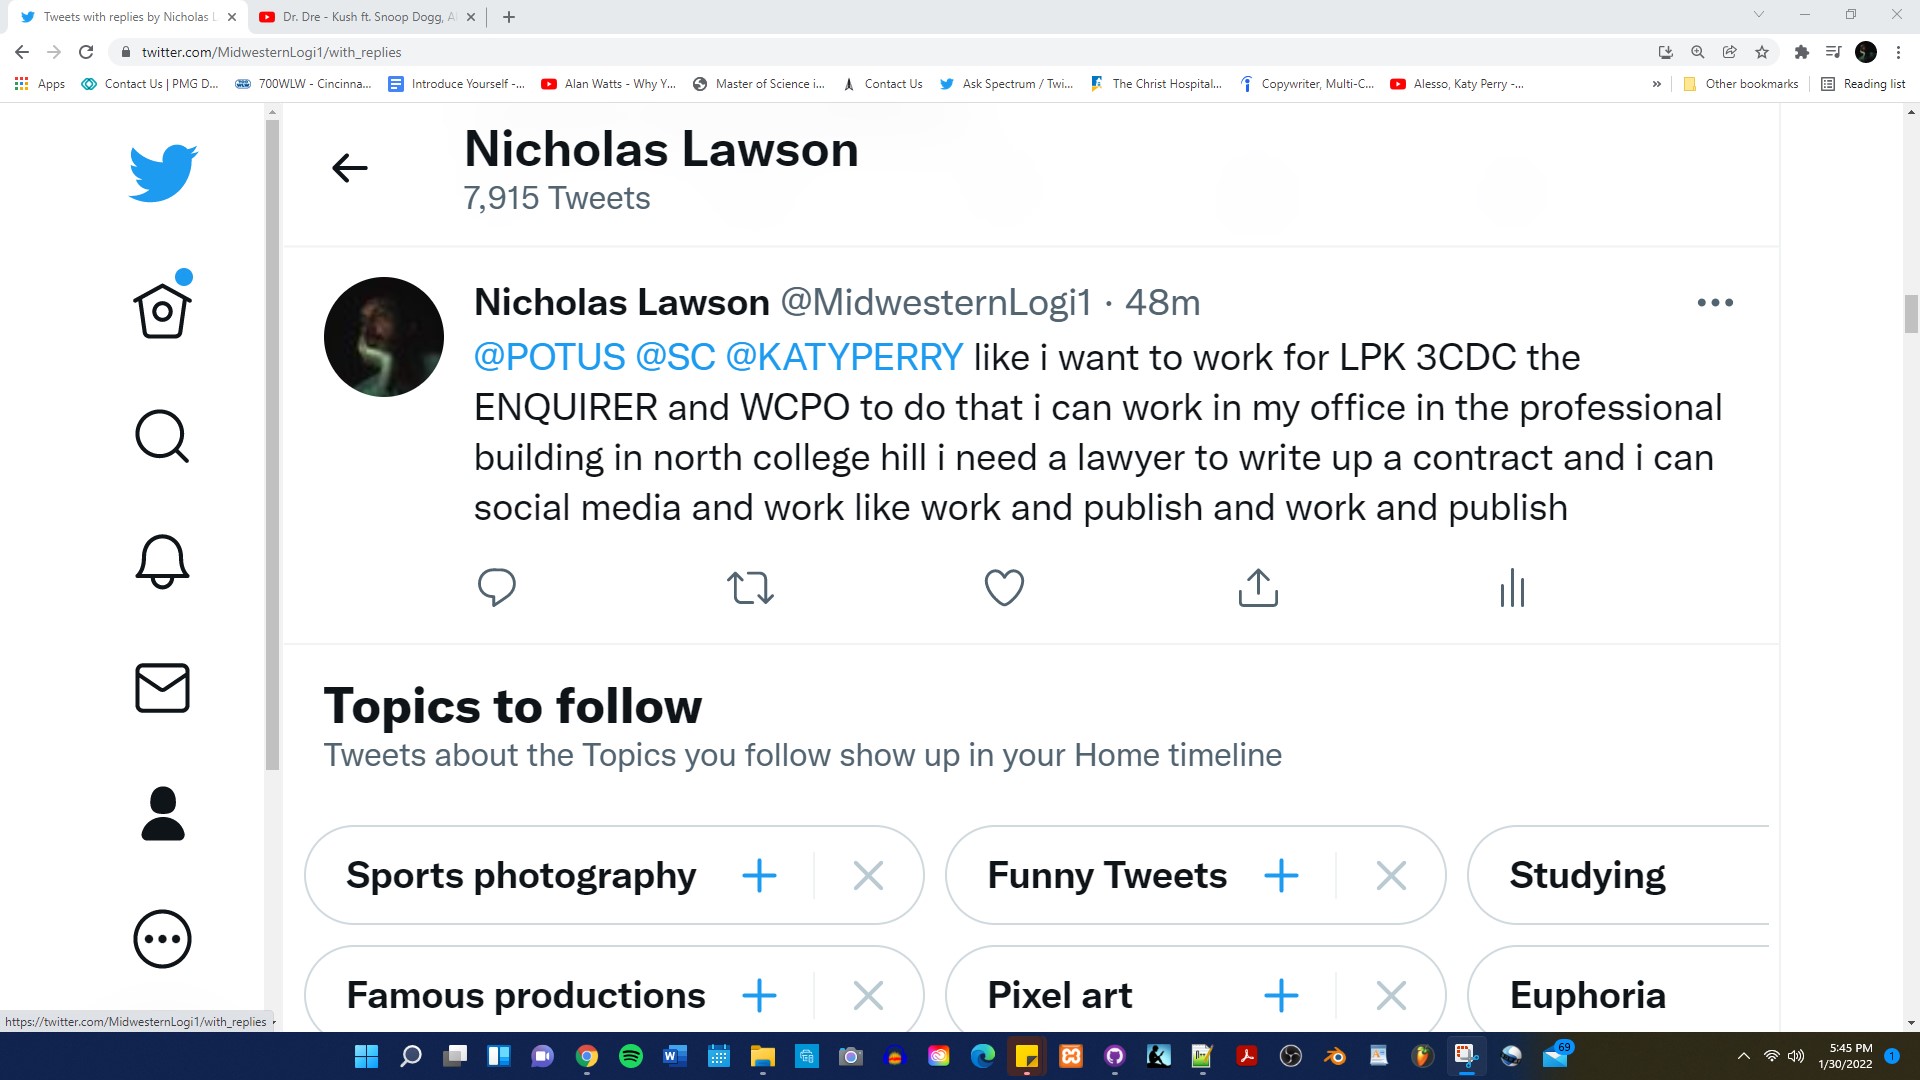 Tweets with replies by Nicholas L
Dr. Dre - Kush ft. Snoop Dogg, A
twitter.com/MidwesternLogi1/with_replies
Apps
Contact Us | PMG D...
700WLW - Cincinna...
Introduce Yourself -...
Alan Watts - Why Y...
Master of Science i...
Contact Us
Ask Spectrum / Twi...
The Christ Hospital...
Copywriter, Multi-C...
Alesso, Katy Perry -...
»
Other bookmarks
Reading list
Nicholas Lawson
7,915 Tweets
Nicholas Lawson @MidwesternLogi1 · 48m
@POTUS @SC @KATYPERRY like i want to work for LPK 3CDC the
ENQUIRER and WCPO to do that i can work in my office in the professional
building in north college hill i need a lawyer to write up a contract and i can
social media and work like work and publish and work and publish
Topics to follow
Tweets about the Topics you follow show up in your Home timeline
Sports photography
Funny Tweets
Studying
Famous productions
Pixel art
Euphoria
https://twitter.com/MidwesternLogi1/with_replies
69
5:45 PM
1/30/2022
1